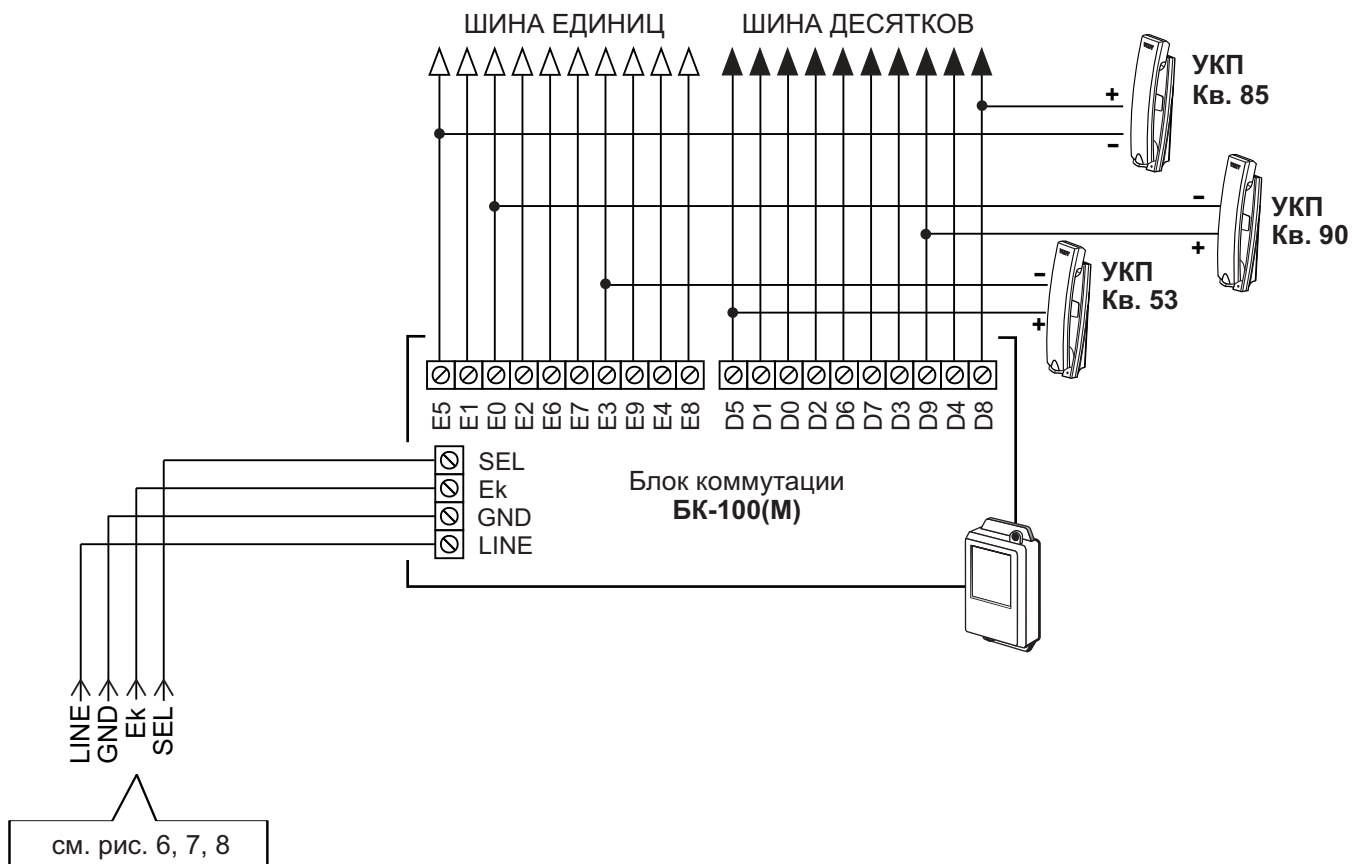 ШИНА ЕДИНИЦ
ШИНА ДЕСЯТКОВ
+
-
УКП
Кв. 85
-
+
УКП
Кв. 90
-
+
УКП
Кв. 53
E5
E1
E0
E2
E6
E7
E3
E9
E4
E8
D5
D1
D0
D2
D6
D7
D3
D9
D4
D8
SEL
Ek
GND
LINE
Блок коммутации
БК-100(М)
LINE
GND
Ek
SEL
см. рис. 6, 7, 8